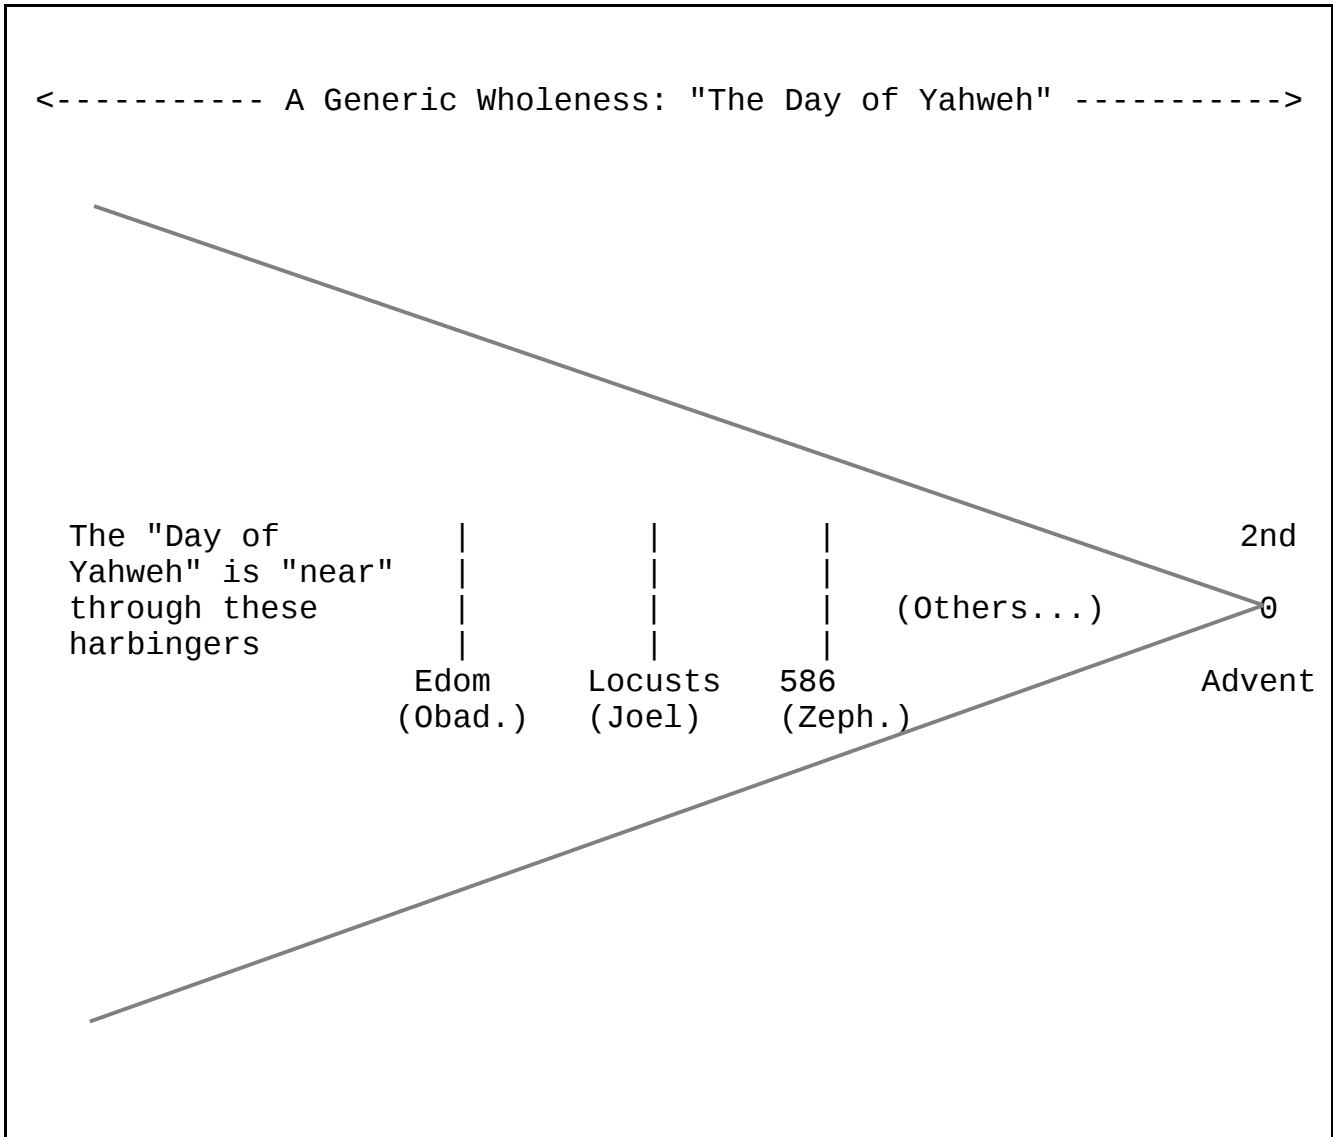 <----------- A Generic Wholeness: "The Day of Yahweh" ----------->
The "Day of | | | 2nd
Yahweh" is "near" | | |
through these | | | (Others...) 0
harbingers | | |
Edom Locusts 586 Advent
(Obad.) (Joel) (Zeph.)